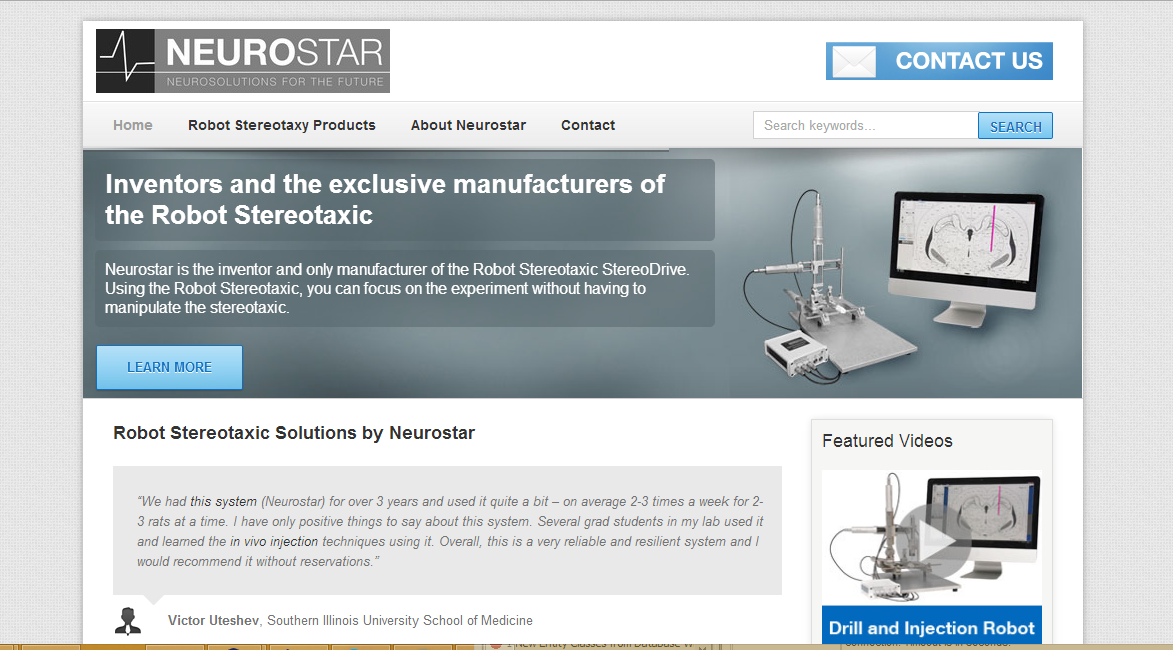 NEUROSTAR
NEUROSOLUTIONS FOR THE FUTURE
CONTACT US
Home
Robot Stereotaxy Products
About Neurostar
Contact
Search keywords...
SEARCH
Inventors and the exclusive manufacturers of
the Robot Stereotaxic
Neurostar is the inventor and only manufacturer of the Robot Stereotaxic StereoDrive.
Using the Robot Stereotaxic, you can focus on the experiment without having to
manipulate the stereotaxic.
LEARN MORE
Robot Stereotaxic Solutions by Neurostar
“We had this system (Neurostar) for over 3 years and used it quite a bit – on average 2-3 times a week for 2-
3 rats at a time. I have only positive things to say about this system. Several grad students in my lab used it
and learned the in vivo injection techniques using it. Overall, this is a very reliable and resilient system and I
would recommend it without reservations.”
Victor Uteshev, Southern Illinois University School of Medicine
Featured Videos
Drill and Injection Robot